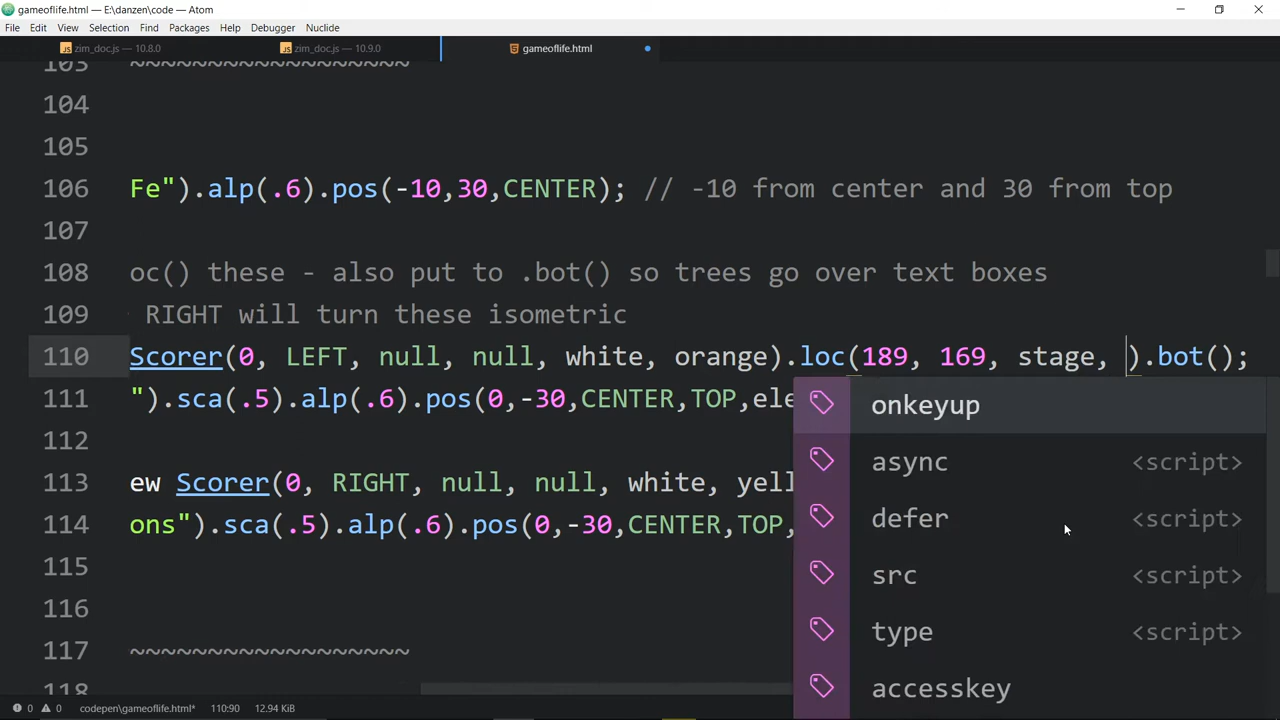 gameoflife.html — E:\danzen\code — Atom
File Edit View Selection Find Packages Help Debugger Nuclide
zim_doc.js — 10.8.0 zim_doc.js — 10.9.0 gameoflife.html
103 ~~~~~~~~~~~~~~~~~~
104
105
106 Fe").alp(.6).pos(-10,30,CENTER); // -10 from center and 30 from top
107
108 oc() these - also put to .bot() so trees go over text boxes
109 RIGHT will turn these isometric
110 Scorer(0, LEFT, null, null, white, orange).loc(189, 169, stage, ).bot();
111 ").sca(.5).alp(.6).pos(0,-30,CENTER,TOP,ele
112
113 ew Scorer(0, RIGHT, null, null, white, yell
114 ons").sca(.5).alp(.6).pos(0,-30,CENTER,TOP,
115
116
117 ~~~~~~~~~~~~~~~~~~
118
onkeyup
async <script>
defer <script>
src <script>
type <script>
accesskey
0 0 codepen\gameoflife.html* 110:90 12.94 KiB